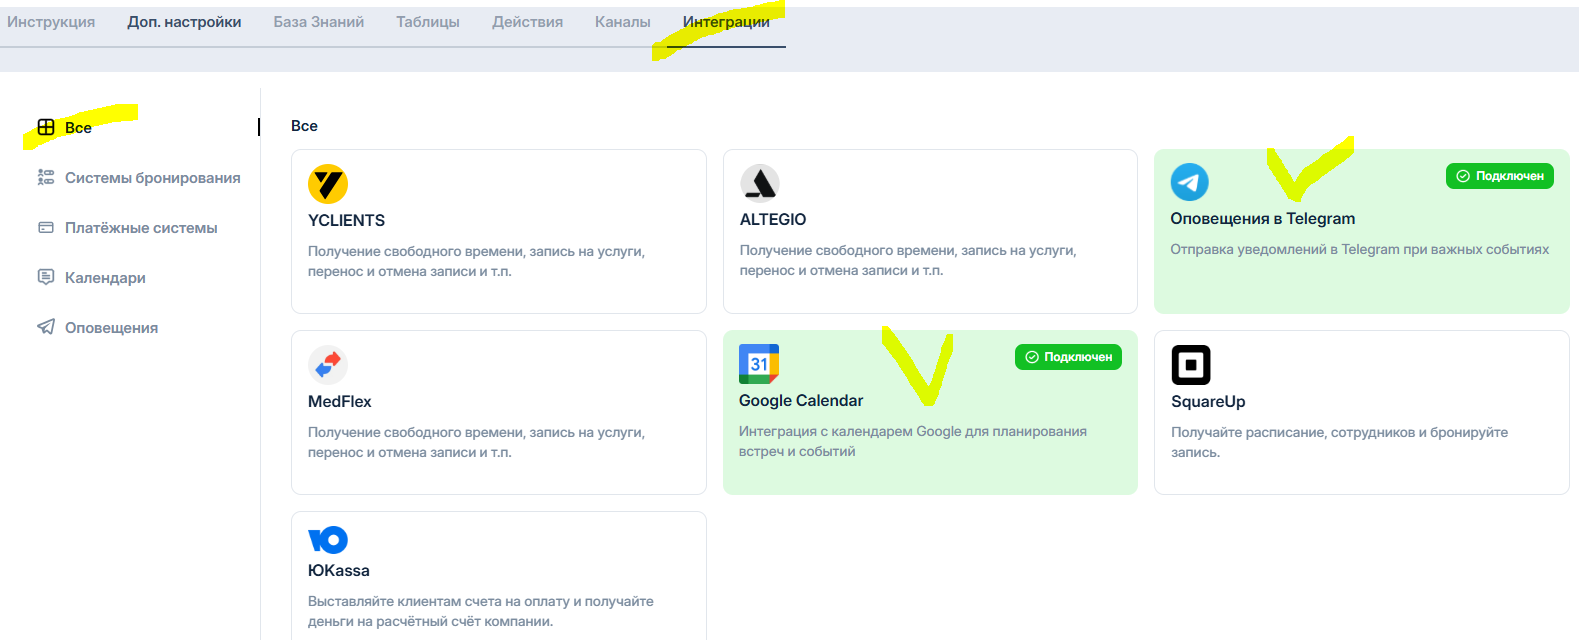 Инструкция Доп. настройки База Знаний Таблицы Действия Каналы Интеграции
Все
Системы бронирования
Платёжные системы
Календари
Оповещения
Все
YCLIENTS
Получение свободного времени, запись на услуги,
перенос и отмена записи и т.п.
ALTEGIO
Получение свободного времени, запись на услуги,
перенос и отмена записи и т.п.
Подключен
Оповещения в Telegram
Отправка уведомлений в Telegram при важных событиях
MedFlex
Получение свободного времени, запись на услуги,
перенос и отмена записи и т.п.
31
Подключен
Google Calendar
Интеграция с календарем Google для планирования
встреч и событий
SquareUp
Получайте расписание, сотрудников и бронируйте
запись.
ЮKassa
Выставляйте клиентам счета на оплату и получайте
деньги на расчётный счёт компании.